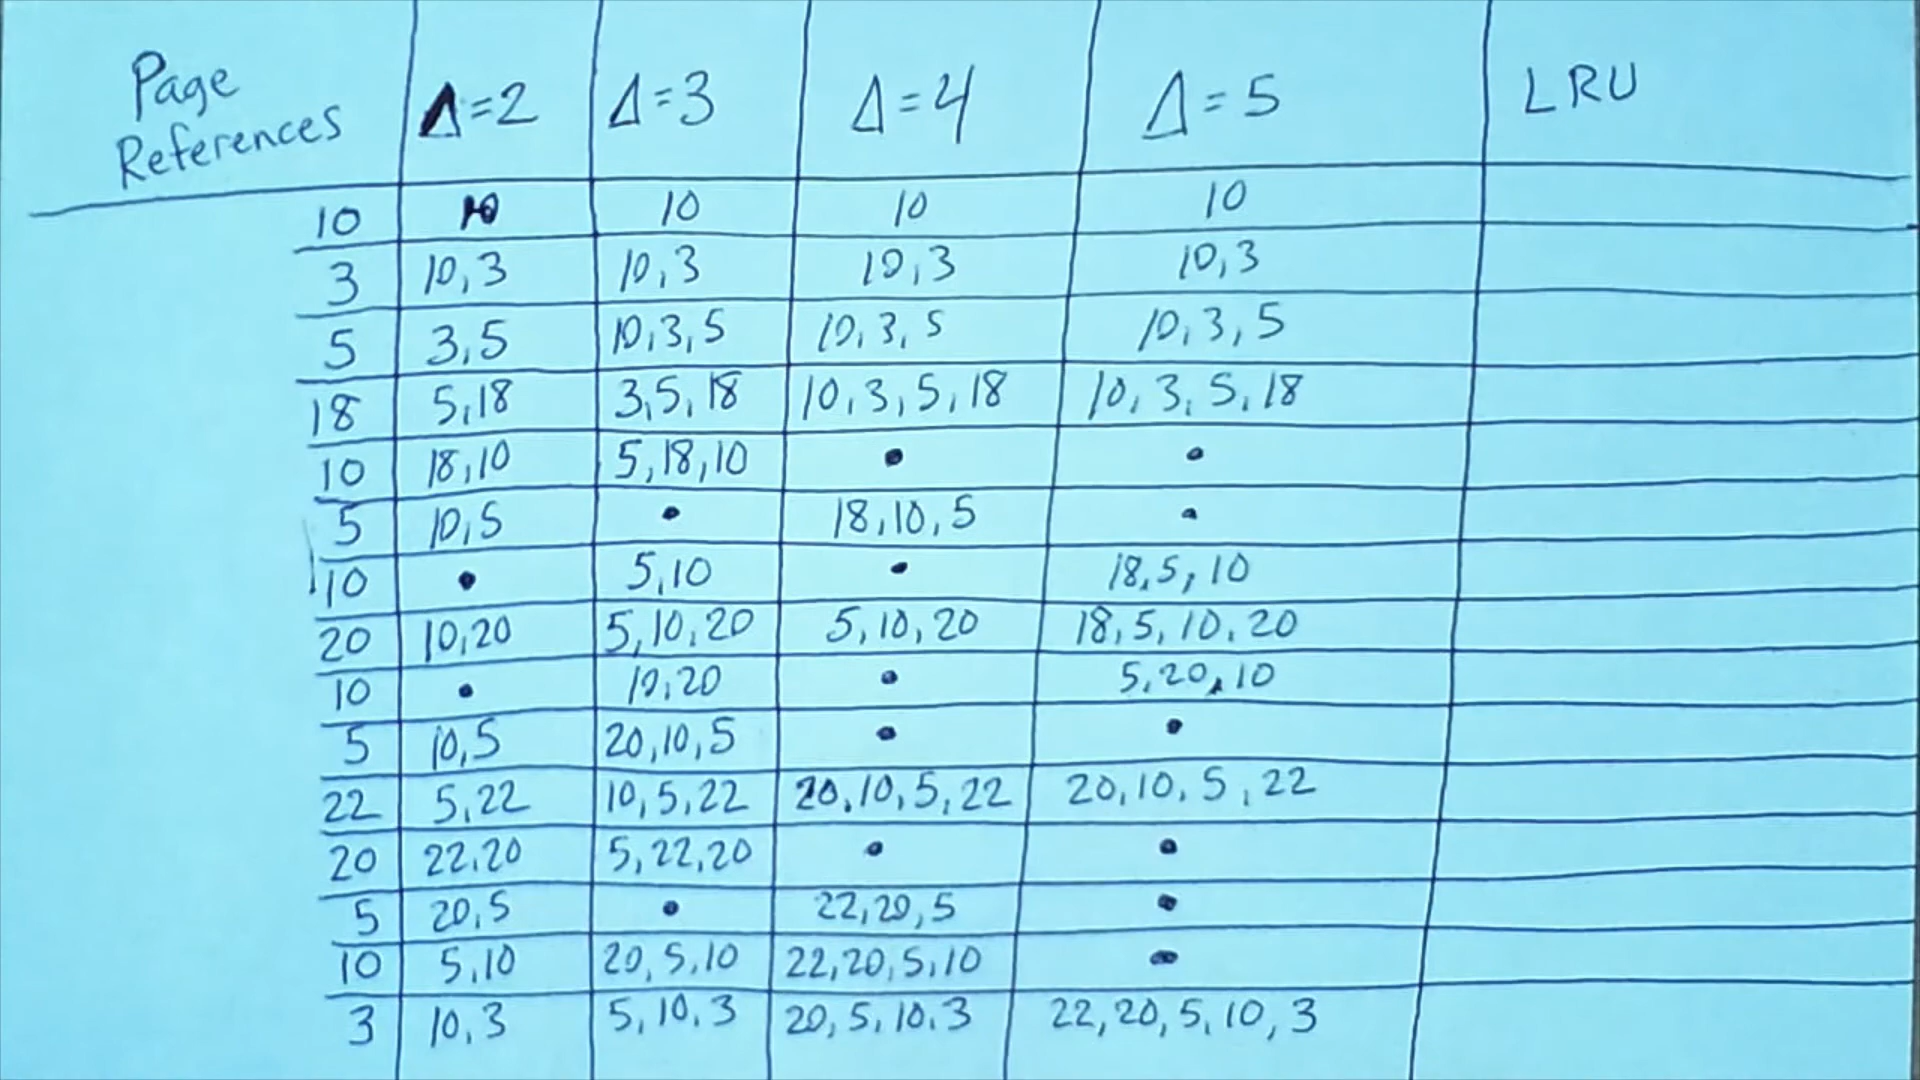 Page References Δ=2 Δ=3 Δ=4 Δ=5 LRU
10 10 10 10 10
3 10,3 10,3 10,3 10,3
5 3,5 10,3,5 10,3,5 10,3,5
18 5,18 3,5,18 10,3,5,18 10,3,5,18
10 18,10 5,18,10 • •
5 10,5 • 18,10,5 •
10 • 5,10 • 18,5,10
20 10,20 5,10,20 5,10,20 18,5,10,20
10 • 10,20 • 5,20,10
5 10,5 20,10,5 • •
22 5,22 10,5,22 20,10,5,22 20,10,5,22
20 22,20 5,22,20 • •
5 20,5 • 22,20,5 •
10 5,10 20,5,10 22,20,5,10 •
3 10,3 5,10,3 20,5,10,3 22,20,5,10,3